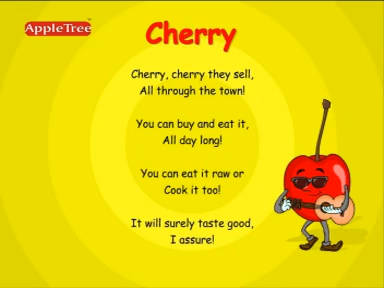 AppleTree
Cherry
Cherry, cherry they sell,
All through the town!
You can buy and eat it,
All day long!
You can eat it raw or
Cook it too!
It will surely taste good,
I assure!